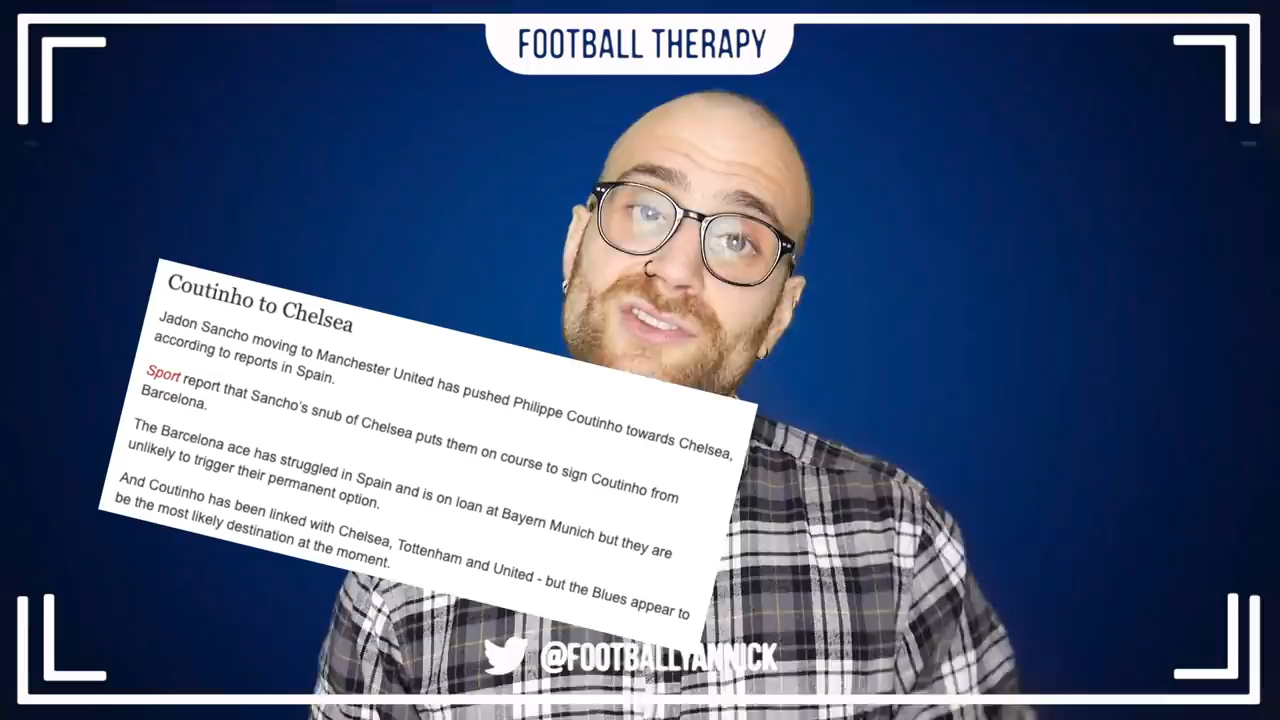 FOOTBALL THERAPY
Coutinho to Chelsea
Jadon Sancho moving to Manchester United has pushed Philippe Coutinho towards Chelsea,
according to reports in Spain.
Sport report that Sancho's snub of Chelsea puts them on course to sign Coutinho from
Barcelona.
The Barcelona ace has struggled in Spain and is on loan at Bayern Munich but they are
unlikely to trigger their permanent option.
And Coutinho has been linked with Chelsea, Tottenham and United - but the Blues appear to
be the most likely destination at the moment.
@FOOTBALLYANNICK